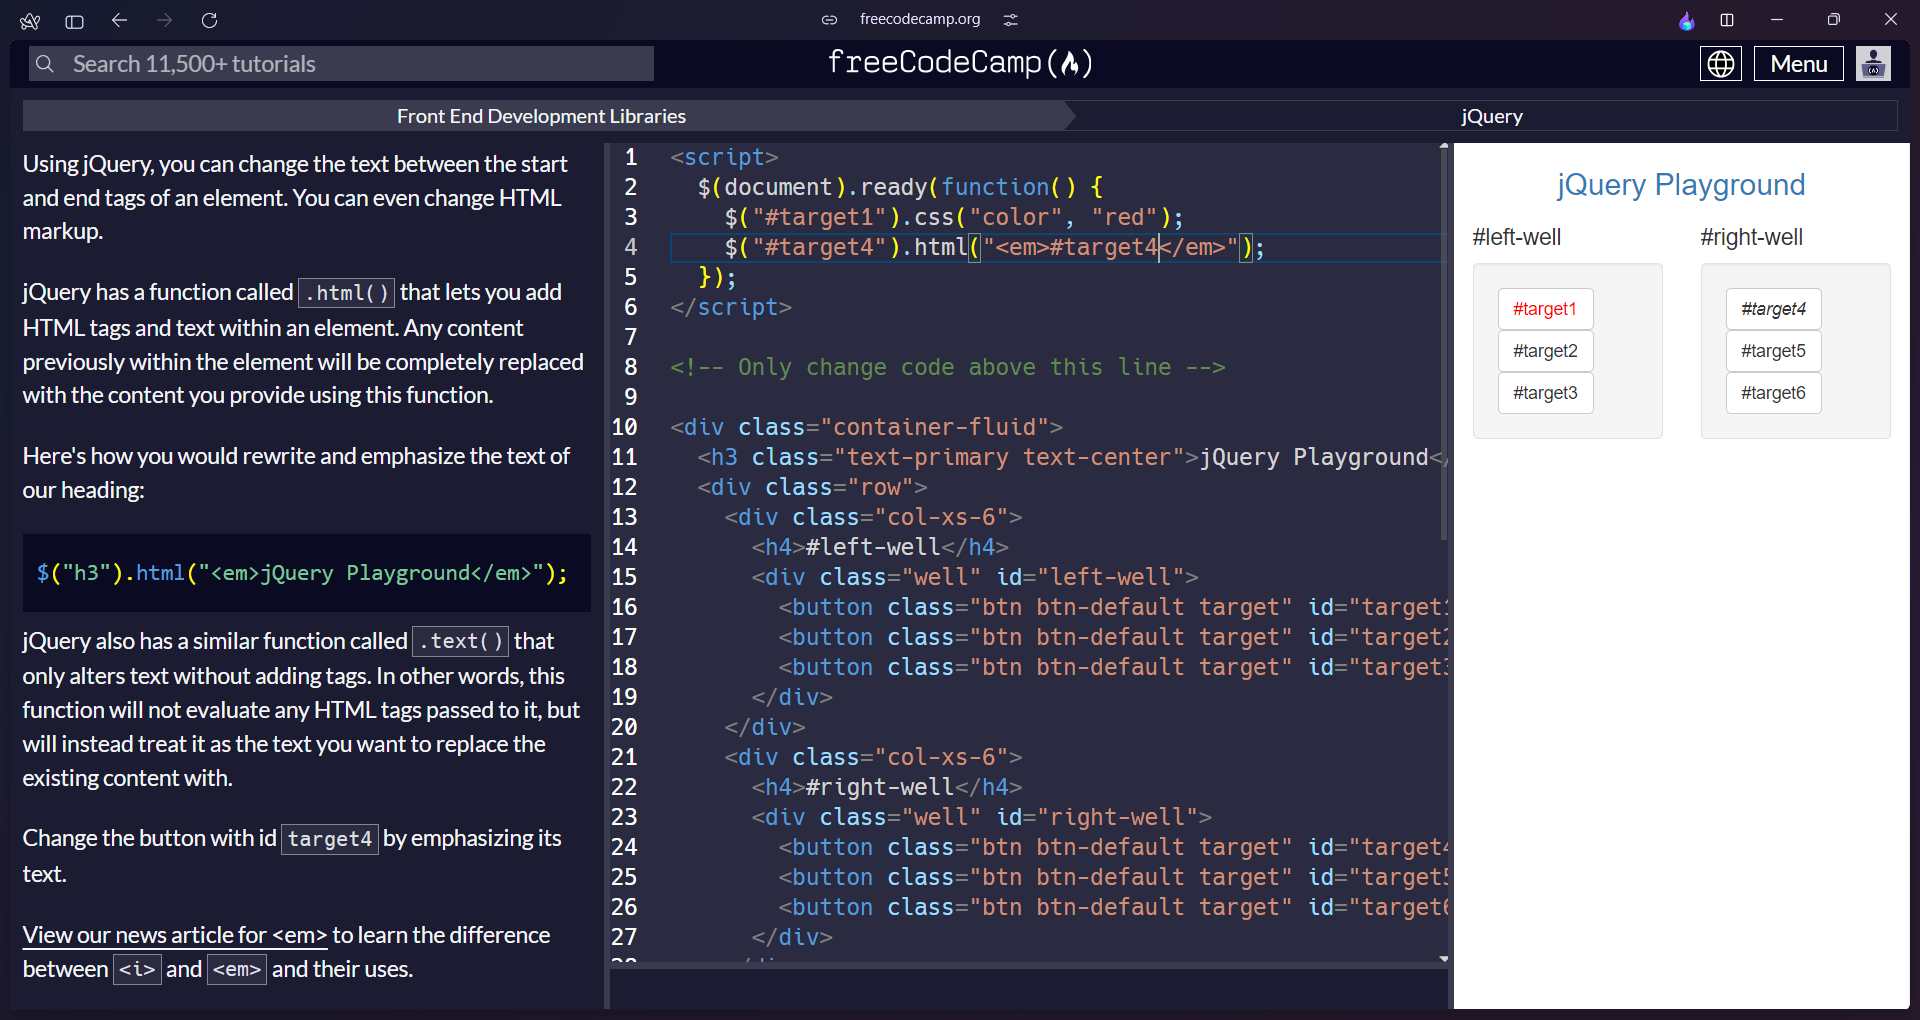 freecodecamp.org
Search 11,500+ tutorials
freeCodeCamp
Menu
Front End Development Libraries
jQuery
Using jQuery, you can change the text between the start
and end tags of an element. You can even change HTML
markup.
jQuery has a function called .html() that lets you add
HTML tags and text within an element. Any content
previously within the element will be completely replaced
with the content you provide using this function.
Here's how you would rewrite and emphasize the text of
our heading:
$("h3").html("<em>jQuery Playground</em>");
jQuery also has a similar function called .text() that
only alters text without adding tags. In other words, this
function will not evaluate any HTML tags passed to it, but
will instead treat it as the text you want to replace the
existing content with.
Change the button with id target4 by emphasizing its
text.
View our news article for <em> to learn the difference
between <i> and <em> and their uses.
1 <script>
2 $(document).ready(function() {
3 $("#target1").css("color", "red");
4 $("#target4").html("<em>#target4</em>");
5 });
6 </script>
7
8 <!-- Only change code above this line -->
9
10 <div class="container-fluid">
11 <h3 class="text-primary text-center">jQuery Playground<
12 <div class="row">
13 <div class="col-xs-6">
14 <h4>#left-well</h4>
15 <div class="well" id="left-well">
16 <button class="btn btn-default target" id="target1
17 <button class="btn btn-default target" id="target2
18 <button class="btn btn-default target" id="target3
19 </div>
20 </div>
21 <div class="col-xs-6">
22 <h4>#right-well</h4>
23 <div class="well" id="right-well">
24 <button class="btn btn-default target" id="target4
25 <button class="btn btn-default target" id="target5
26 <button class="btn btn-default target" id="target6
27 </div>
jQuery Playground
#left-well
#target1
#target2
#target3
#right-well
#target4
#target5
#target6